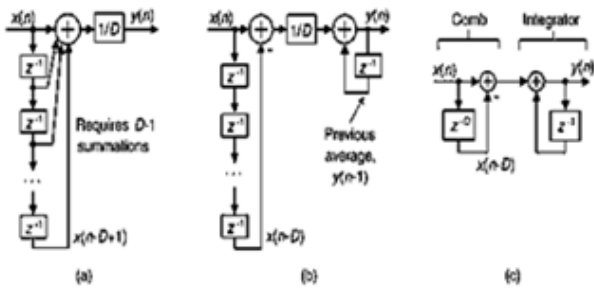 x(n)
1/D
y(n)
z⁻¹
z⁻¹
Requires D-1
summations
...
z⁻¹
x(n-D+1)
(a)
x(n)
1/D
y(n)
-
z⁻¹
z⁻¹
z⁻¹
Previous
average,
y(n-1)
...
z⁻¹
x(n-D)
(b)
Comb
Integrator
x(n)
y(n)
-
z⁻ᴰ
z⁻¹
x(n-D)
(c)